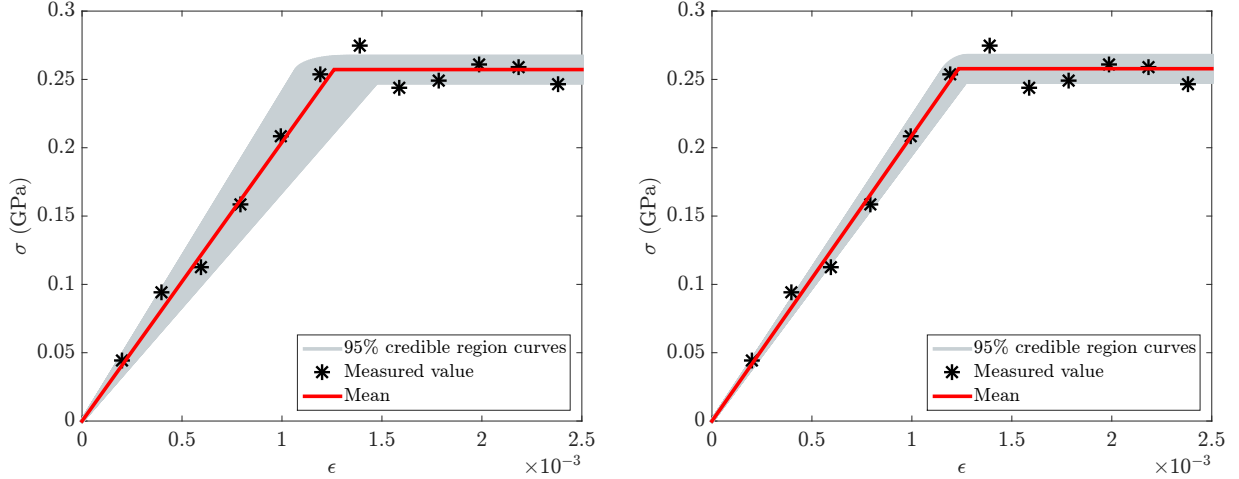 0.3
0.25
0.2
0.15
0.1
0.05
0
σ (GPa)
95% credible region curves
Measured value
Mean
0 0.5 1 1.5 2 2.5
ϵ ×10⁻³
0.3
0.25
0.2
0.15
0.1
0.05
0
σ (GPa)
95% credible region curves
Measured value
Mean
0 0.5 1 1.5 2 2.5
ϵ ×10⁻³